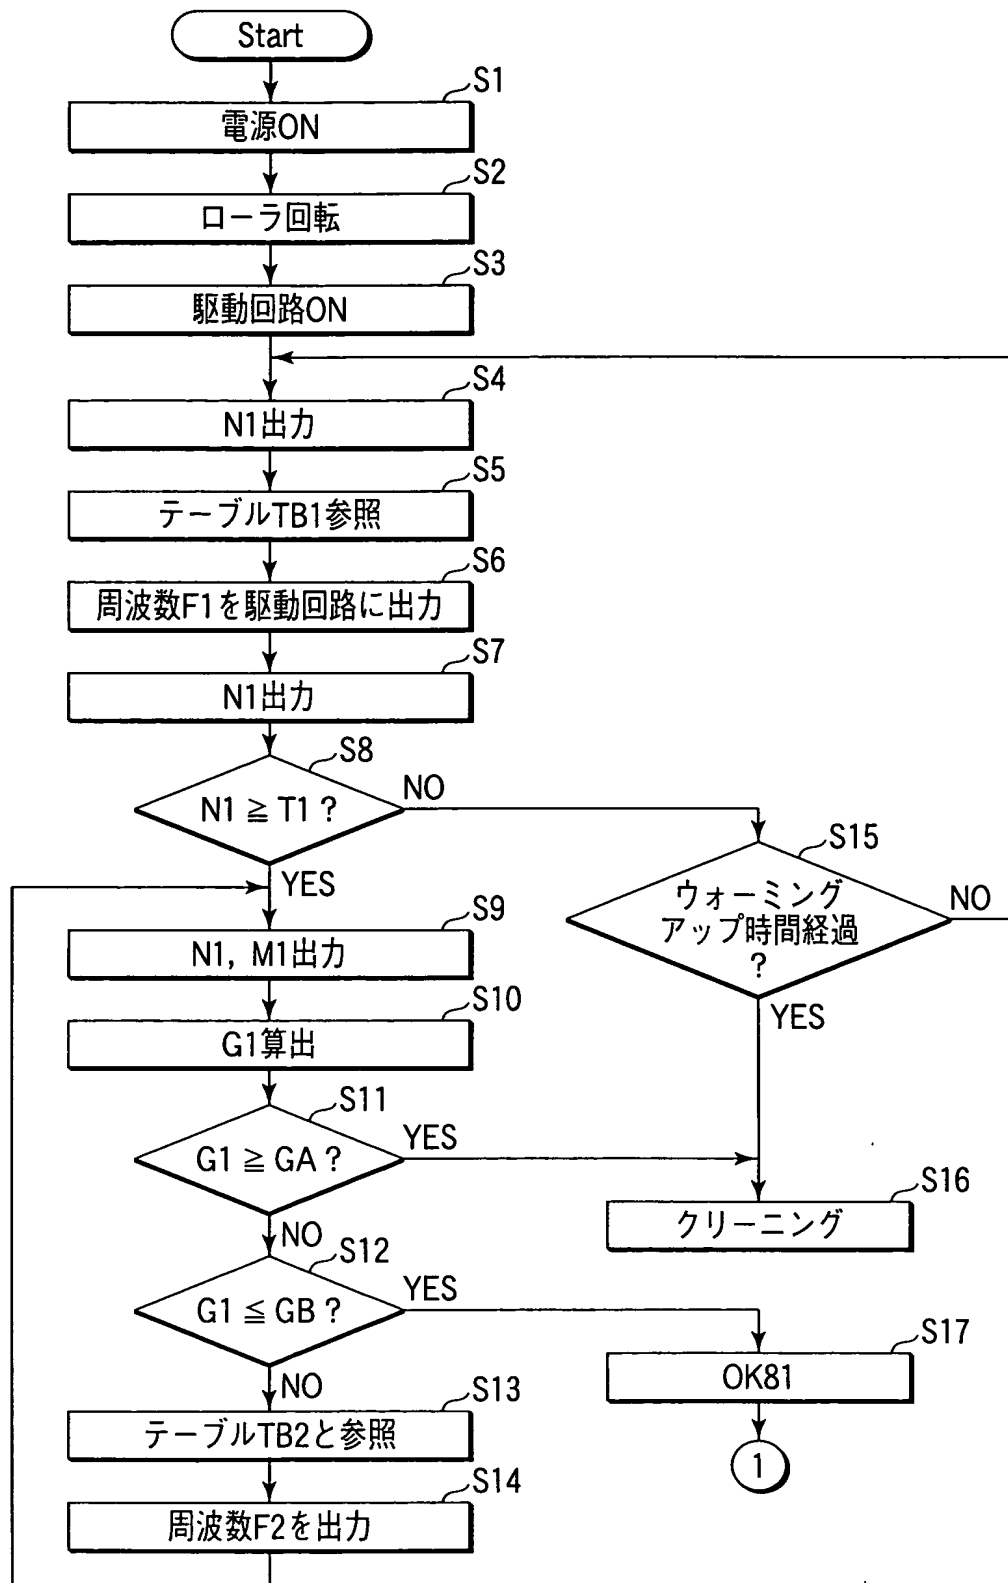 Start
S1
電源ON
S2
ローラ回転
S3
駆動回路ON
S4
N1出力
S5
テーブルTB1参照
S6
周波数F1を駆動回路に出力
S7
N1出力
S8
N1 ≧ T1 ?
NO
YES
S15
ウォーミング
アップ時間経過
?
NO
YES
S9
N1, M1出力
S10
G1算出
S11
G1 ≧ GA ?
YES
NO
S16
クリーニング
S12
G1 ≦ GB ?
YES
NO
S17
OK81
1
S13
テーブルTB2と参照
S14
周波数F2を出力